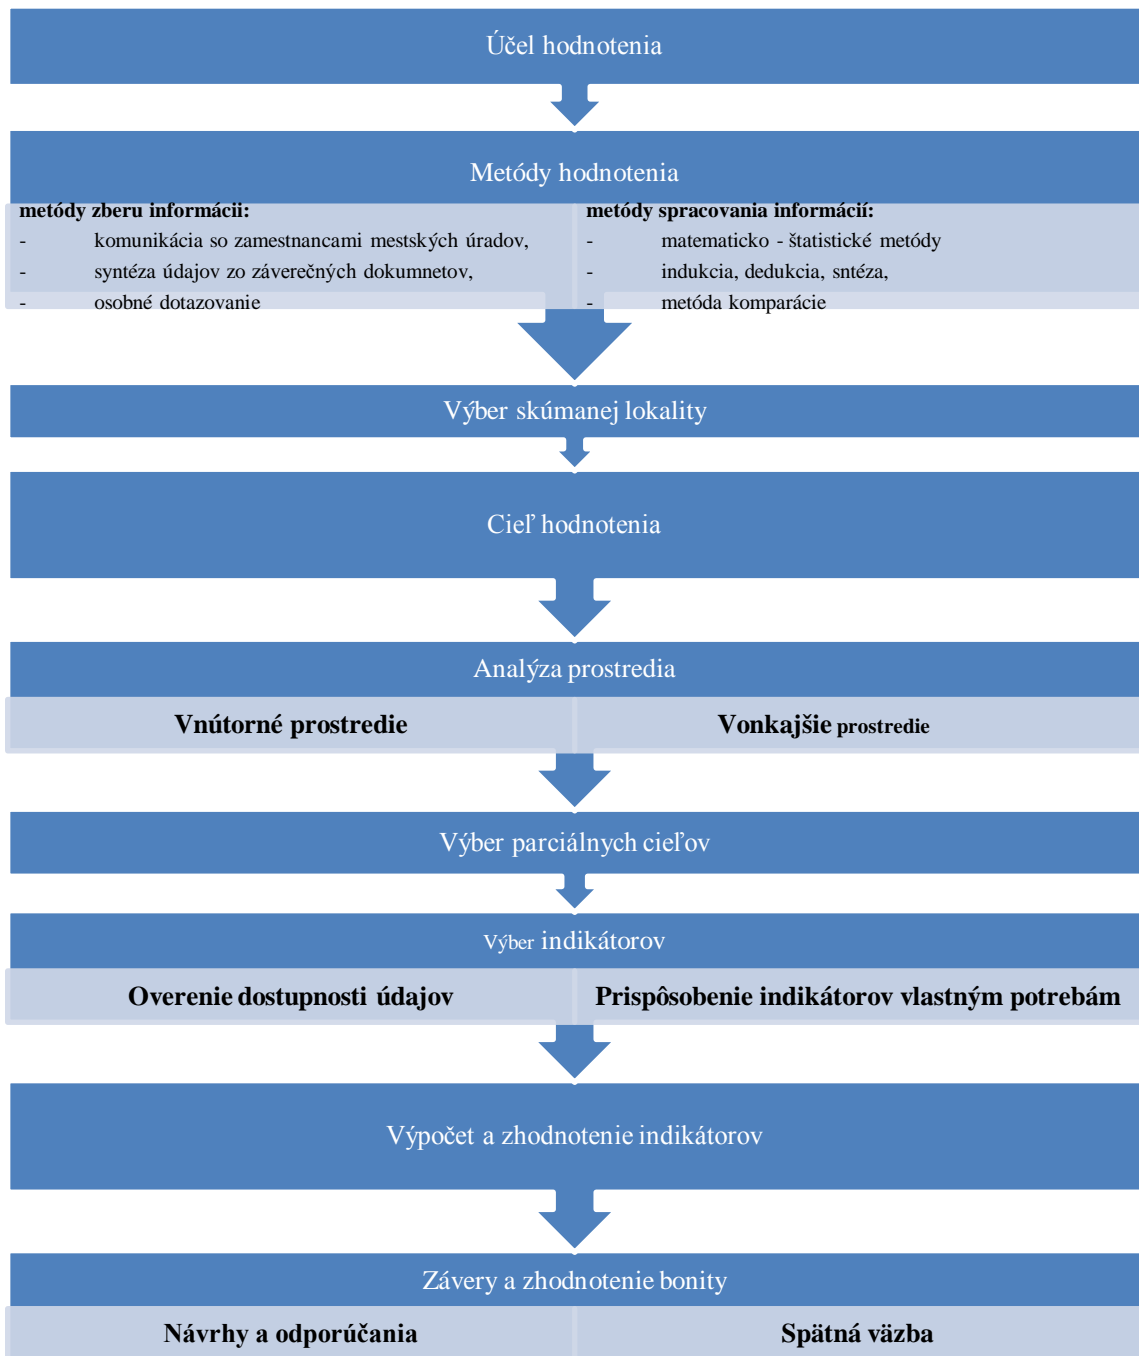 Účel hodnotenia
Metódy hodnotenia
metódy zberu informácii:
- komunikácia so zamestnancami mestských úradov,
- syntéza údajov zo záverečných dokumnetov,
- osobné dotazovanie
metódy spracovania informácií:
- matematicko - štatistické metódy
- indukcia, dedukcia, sntéza,
- metóda komparácie
Výber skúmanej lokality
Cieľ hodnotenia
Analýza prostredia
Vnútorné prostredie
Vonkajšie prostredie
Výber parciálnych cieľov
Výber indikátorov
Overenie dostupnosti údajov
Prispôsobenie indikátorov vlastným potrebám
Výpočet a zhodnotenie indikátorov
Závery a zhodnotenie bonity
Návrhy a odporúčania
Spätná väzba